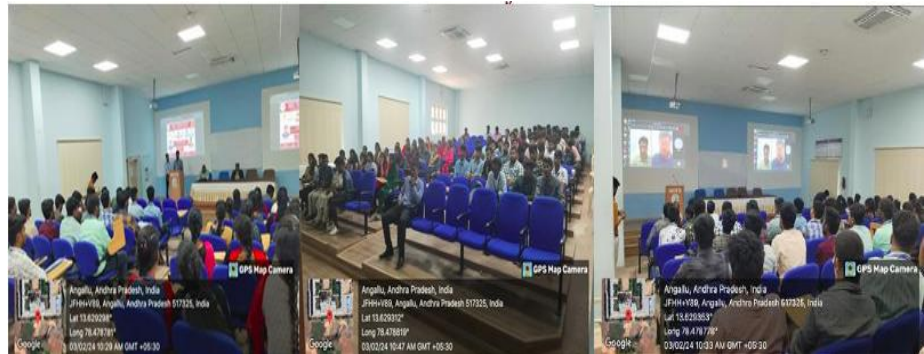 GPS Map Camera
Angallu, Andhra Pradesh, India
JFHH+V89, Angallu, Andhra Pradesh 517325, India
Lat 13.629298°
Long 78.476781°
03/02/24 10:29 AM GMT +05:30
Google
GPS Map Camera
Angallu, Andhra Pradesh, India
JFHH+V89, Angallu, Andhra Pradesh 517325, India
Lat 13.629312°
Long 78.476819°
03/02/24 10:47 AM GMT +05:30
Google
GPS Map Camera
Angallu, Andhra Pradesh, India
JFHH+V89, Angallu, Andhra Pradesh 517325, India
Lat 13.629353°
Long 78.476778°
03/02/24 10:33 AM GMT +05:30
Google